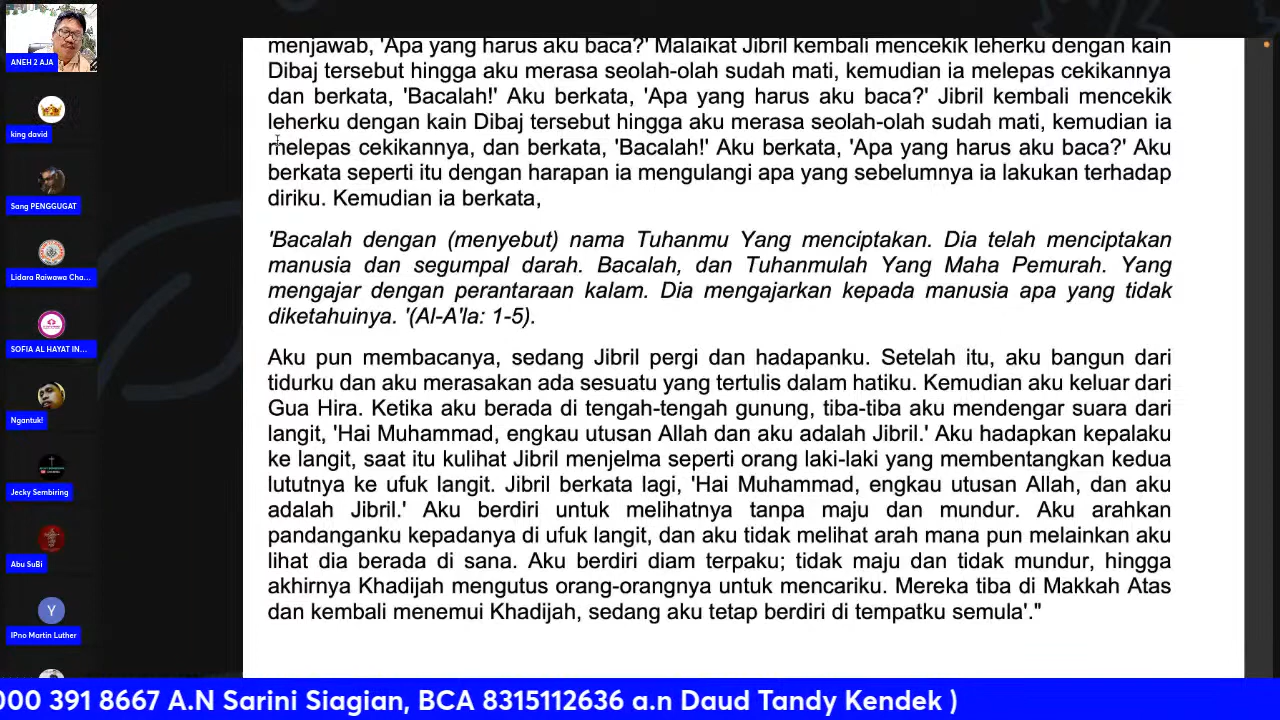 ANEH 2 AJA
king david
Sang PENGGUGAT
Lidara Raiwawa Cha...
SOFIA AL HAYAT IN...
Ngantuk!
Jecky Sembiring
Abu SuBi
Y
IPno Martin Luther
menjawab, 'Apa yang harus aku baca?' Malaikat Jibril kembali mencekik leherku dengan kain
Dibaj tersebut hingga aku merasa seolah-olah sudah mati, kemudian ia melepas cekikannya
dan berkata, 'Bacalah!' Aku berkata, 'Apa yang harus aku baca?' Jibril kembali mencekik
leherku dengan kain Dibaj tersebut hingga aku merasa seolah-olah sudah mati, kemudian ia
melepas cekikannya, dan berkata, 'Bacalah!' Aku berkata, 'Apa yang harus aku baca?' Aku
berkata seperti itu dengan harapan ia mengulangi apa yang sebelumnya ia lakukan terhadap
diriku. Kemudian ia berkata,
'Bacalah dengan (menyebut) nama Tuhanmu Yang menciptakan. Dia telah menciptakan
manusia dan segumpal darah. Bacalah, dan Tuhanmulah Yang Maha Pemurah. Yang
mengajar dengan perantaraan kalam. Dia mengajarkan kepada manusia apa yang tidak
diketahuinya. '(Al-A'la: 1-5).
Aku pun membacanya, sedang Jibril pergi dan hadapanku. Setelah itu, aku bangun dari
tidurku dan aku merasakan ada sesuatu yang tertulis dalam hatiku. Kemudian aku keluar dari
Gua Hira. Ketika aku berada di tengah-tengah gunung, tiba-tiba aku mendengar suara dari
langit, 'Hai Muhammad, engkau utusan Allah dan aku adalah Jibril.' Aku hadapkan kepalaku
ke langit, saat itu kulihat Jibril menjelma seperti orang laki-laki yang membentangkan kedua
lututnya ke ufuk langit. Jibril berkata lagi, 'Hai Muhammad, engkau utusan Allah, dan aku
adalah Jibril.' Aku berdiri untuk melihatnya tanpa maju dan mundur. Aku arahkan
pandanganku kepadanya di ufuk langit, dan aku tidak melihat arah mana pun melainkan aku
lihat dia berada di sana. Aku berdiri diam terpaku; tidak maju dan tidak mundur, hingga
akhirnya Khadijah mengutus orang-orangnya untuk mencariku. Mereka tiba di Makkah Atas
dan kembali menemui Khadijah, sedang aku tetap berdiri di tempatku semula'."
000 391 8667 A.N Sarini Siagian, BCA 8315112636 a.n Daud Tandy Kendek )